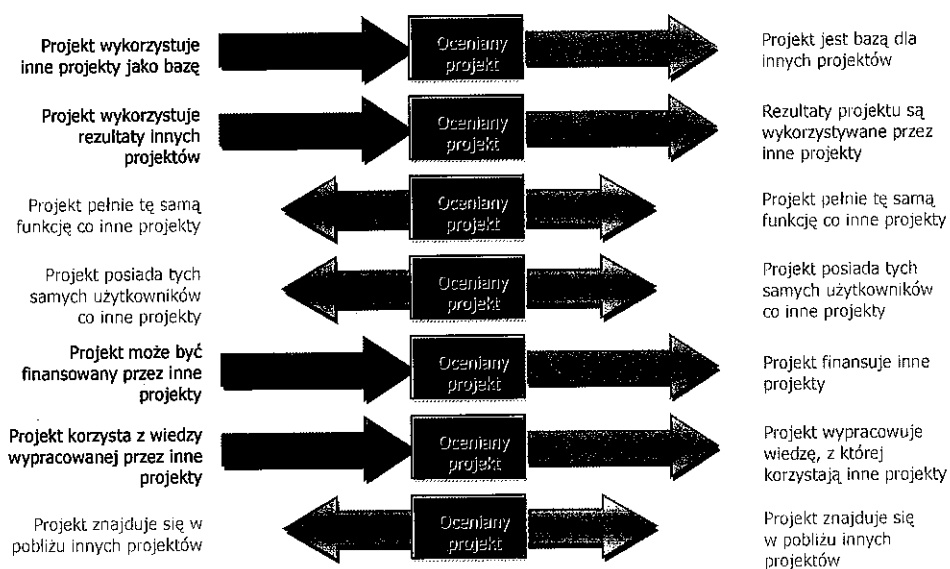 Projekt wykorzystuje
inne projekty jako bazę
Oceniany
projekt
Projekt jest bazą dla
innych projektów
Projekt wykorzystuje
rezultaty innych
projektów
Oceniany
projekt
Rezultaty projektu są
wykorzystywane przez
inne projekty
Projekt pełnie tę samą
funkcję co inne projekty
Oceniany
projekt
Projekt pełnie tę samą
funkcję co inne projekty
Projekt posiada tych
samych użytkowników
co inne projekty
Oceniany
projekt
Projekt posiada tych
samych użytkowników
co inne projekty
Projekt może być
finansowany przez inne
projekty
Oceniany
projekt
Projekt finansuje inne
projekty
Projekt korzysta z wiedzy
wypracowanej przez inne
projekty
Oceniany
projekt
Projekt wypracowuje
wiedzę, z której
korzystają inne projekty
Projekt znajduje się w
pobliżu innych projektów
Oceniany
projekt
Projekt znajduje się
w pobliżu innych
projektów